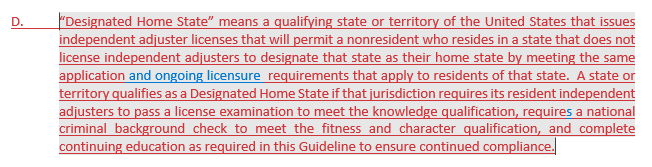 D. “Designated Home State” means a qualifying state or territory of the United States that issues
independent adjuster licenses that will permit a nonresident who resides in a state that does not
license independent adjusters to designate that state as their home state by meeting the same
application and ongoing licensure  requirements that apply to residents of that state.  A state or
territory qualifies as a Designated Home State if that jurisdiction requires its resident independent
adjusters to pass a license examination to meet the knowledge qualification, requires a national
criminal background check to meet the fitness and character qualification, and complete
continuing education as required in this Guideline to ensure continued compliance.